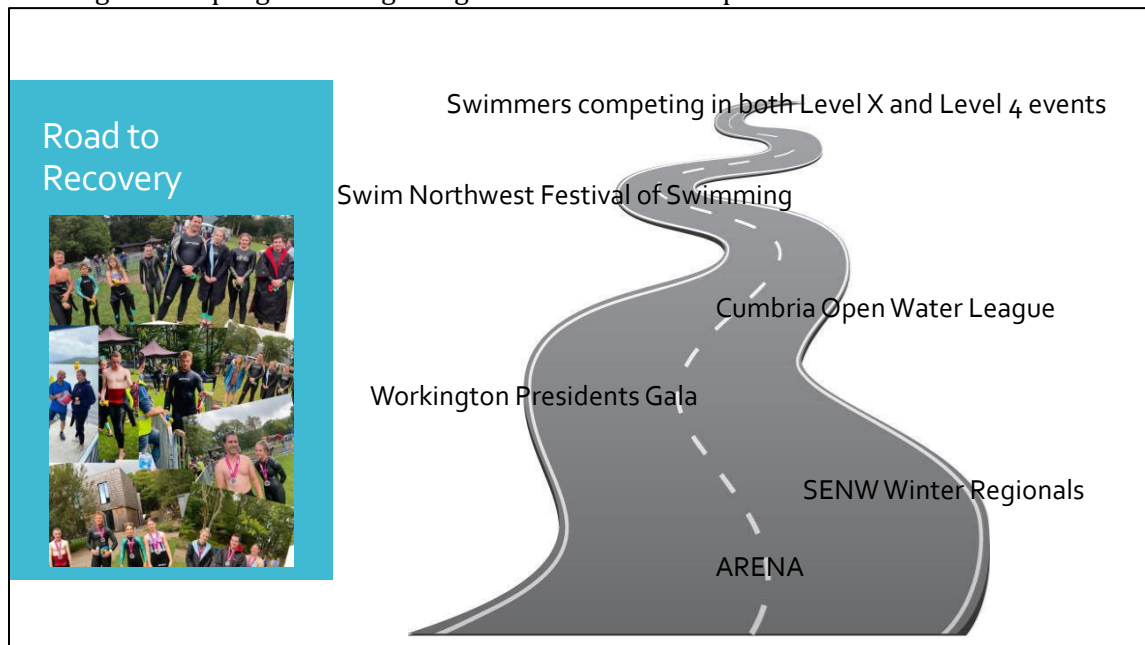 Road to
Recovery
Swimmers competing in both Level X and Level 4 events
Swim Northwest Festival of Swimming
Cumbria Open Water League
Workington Presidents Gala
SENW Winter Regionals
ARENA